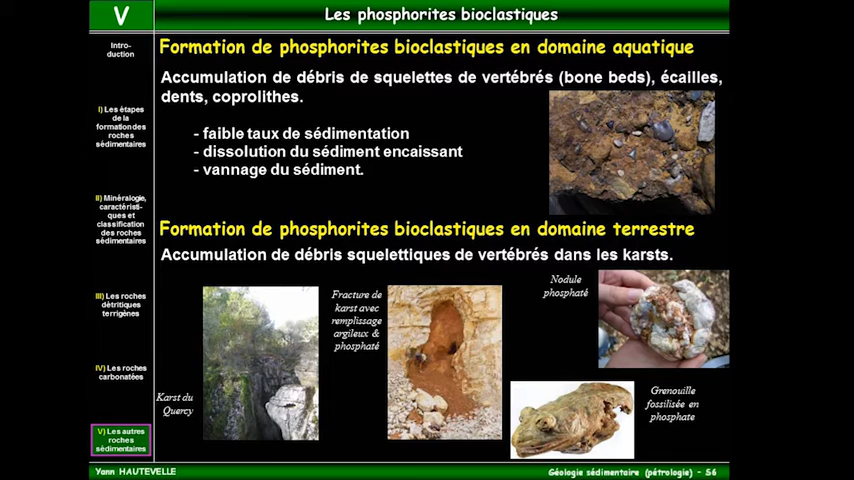 V
Les phosphorites bioclastiques
Intro-
duction
I) Les étapes
de la
formation des
roches
sédimentaires
II) Minéralogie,
caractéristi-
ques et
classification
des roches
sédimentaires
III) Les roches
détritiques
terrigènes
IV) Les roches
carbonatées
V) Les autres
roches
sédimentaires
Formation de phosphorites bioclastiques en domaine aquatique
Accumulation de débris de squelettes de vertébrés (bone beds), écailles,
dents, coprolithes.
- faible taux de sédimentation
- dissolution du sédiment encaissant
- vannage du sédiment.
Formation de phosphorites bioclastiques en domaine terrestre
Accumulation de débris squelettiques de vertébrés dans les karsts.
Karst du
Quercy
Fracture de
karst avec
remplissage
argileux &
phosphaté
Nodule
phosphaté
Grenouille
fossilisée en
phosphate
Yann HAUTEVELLE
Géologie sédimentaire (pétrologie) - 56